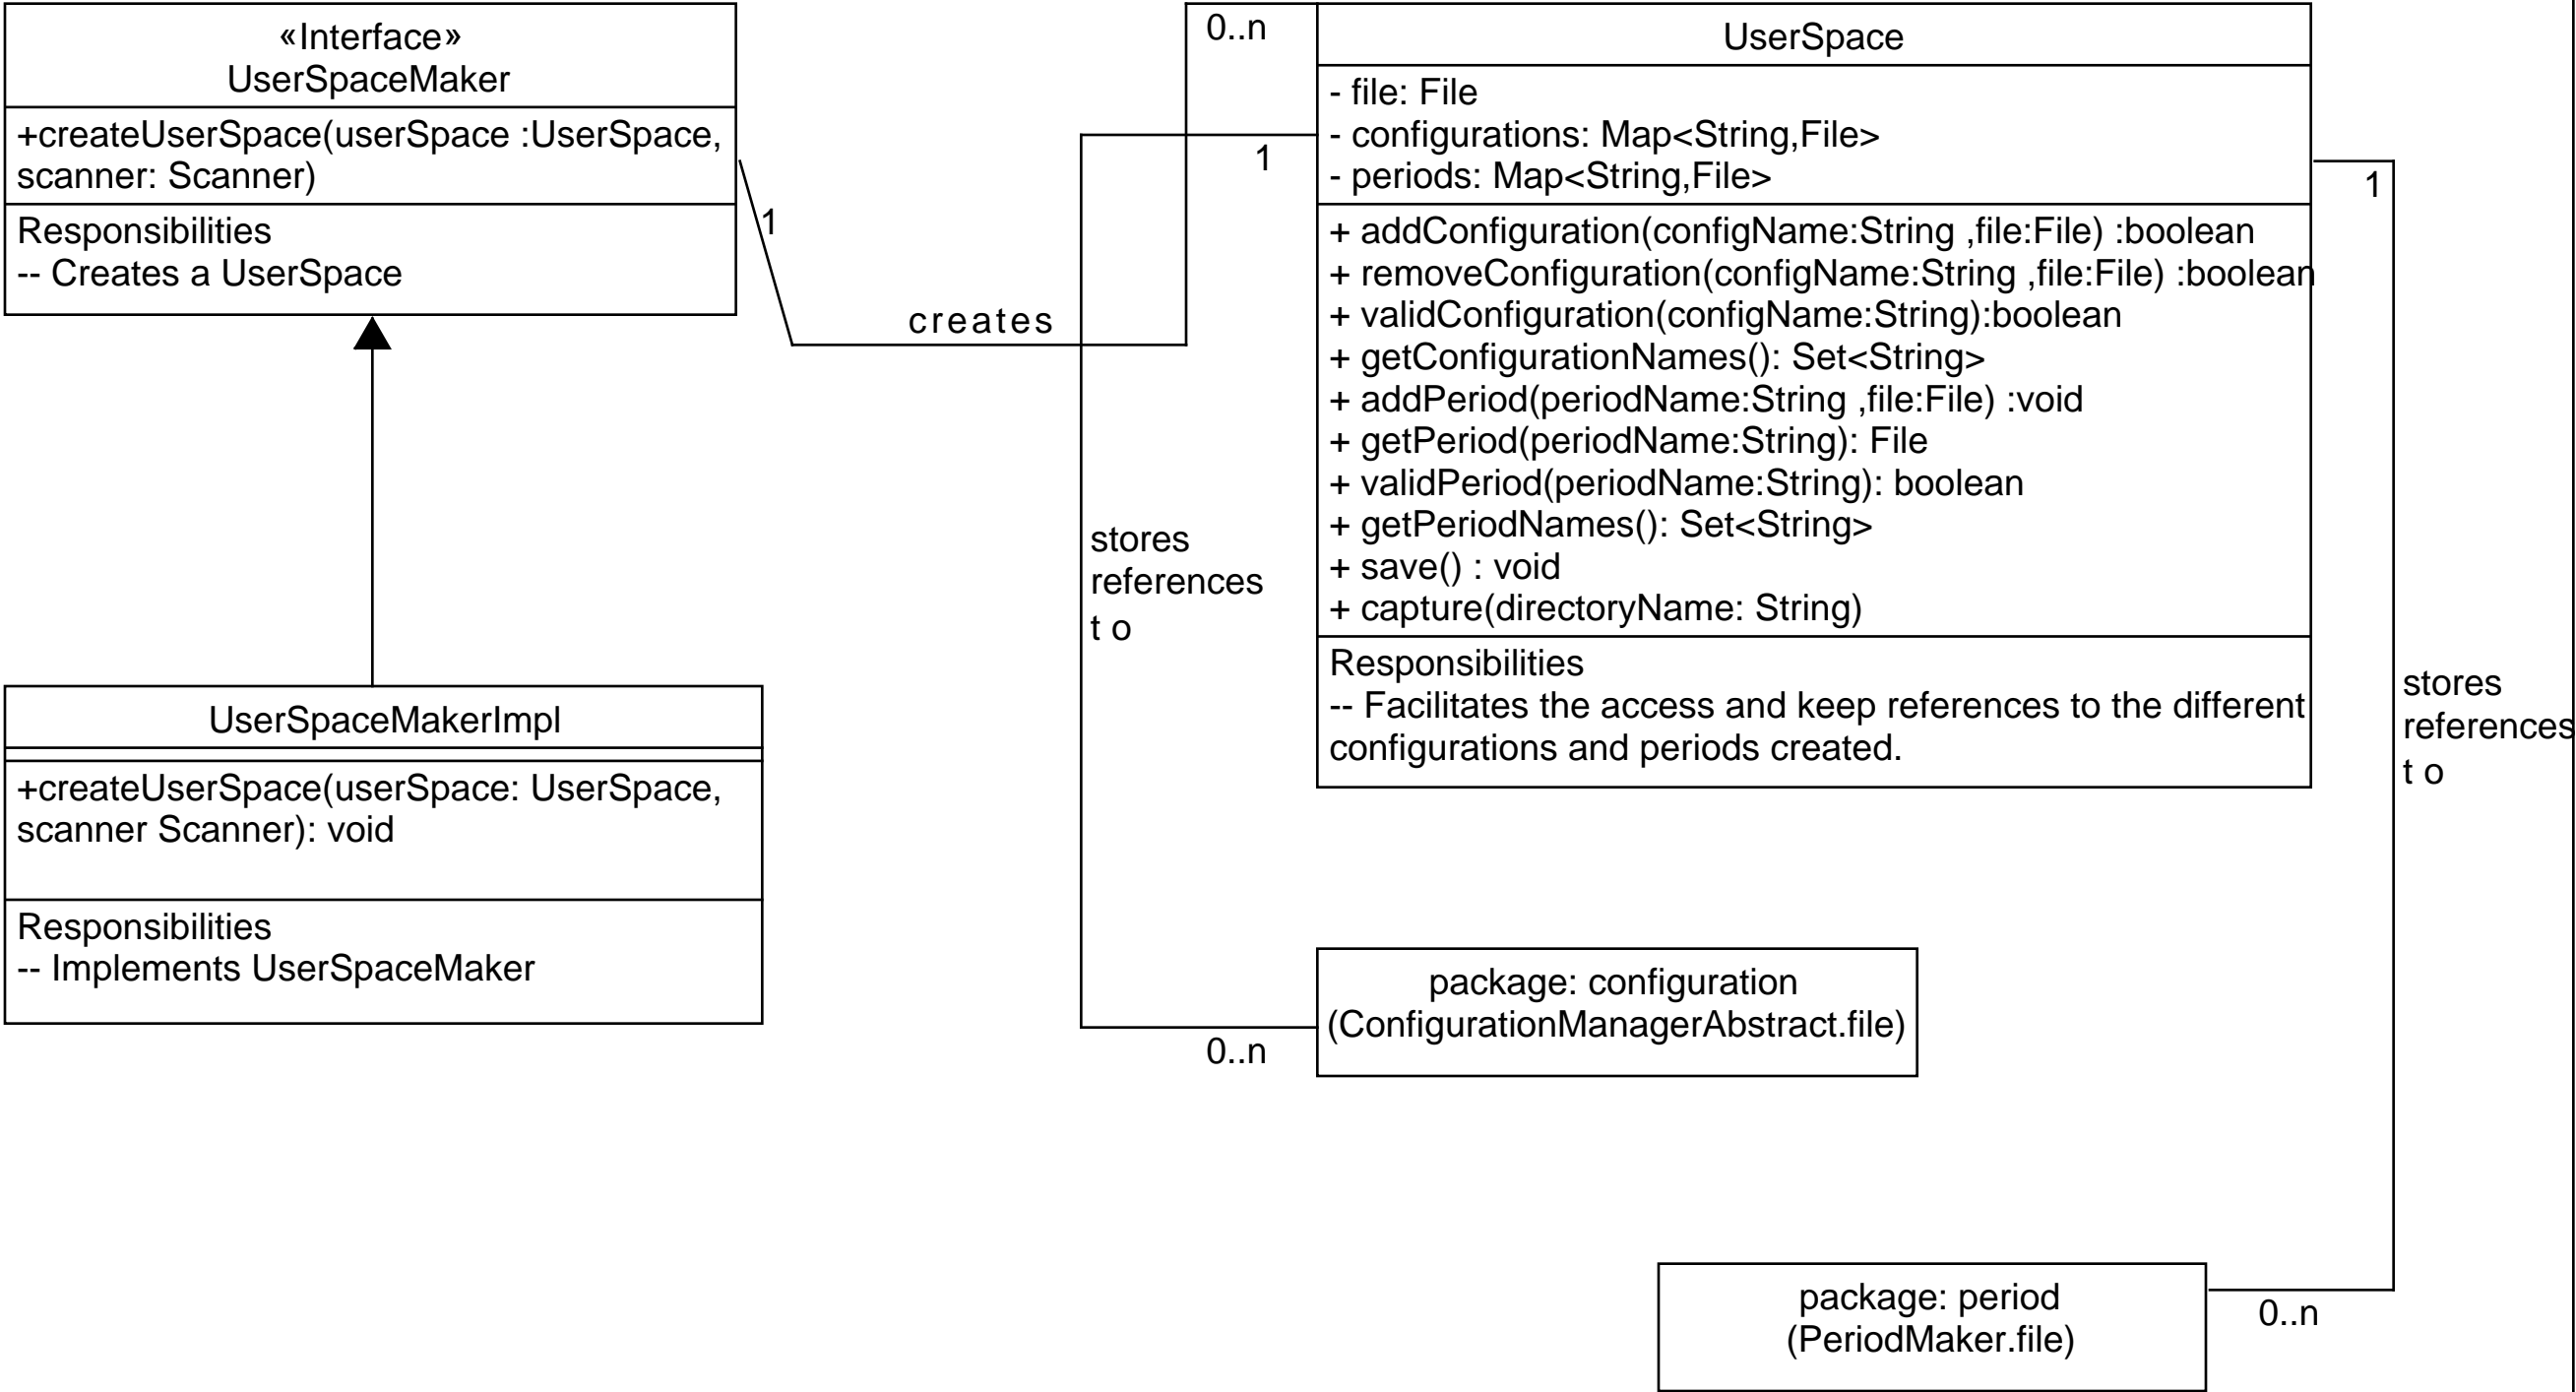 «Interface»
UserSpaceMaker
+createUserSpace(userSpace :UserSpace,
scanner: Scanner)
Responsibilities
-- Creates a UserSpace
1
creates
0..n
UserSpace
- file: File
- configurations: Map<String,File>
- periods: Map<String,File>
+ addConfiguration(configName:String ,file:File) :boolean
+ removeConfiguration(configName:String ,file:File) :boolean
+ validConfiguration(configName:String):boolean
+ getConfigurationNames(): Set<String>
+ addPeriod(periodName:String ,file:File) :void
+ getPeriod(periodName:String): File
+ validPeriod(periodName:String): boolean
+ getPeriodNames(): Set<String>
+ save() : void
+ capture(directoryName: String)
Responsibilities
-- Facilitates the access and keep references to the different
configurations and periods created.
1
stores
references
t o
0..n
1
stores
references
t o
0..n
UserSpaceMakerImpl
+createUserSpace(userSpace: UserSpace,
scanner Scanner): void
Responsibilities
-- Implements UserSpaceMaker
package: configuration
(ConfigurationManagerAbstract.file)
package: period
(PeriodMaker.file)